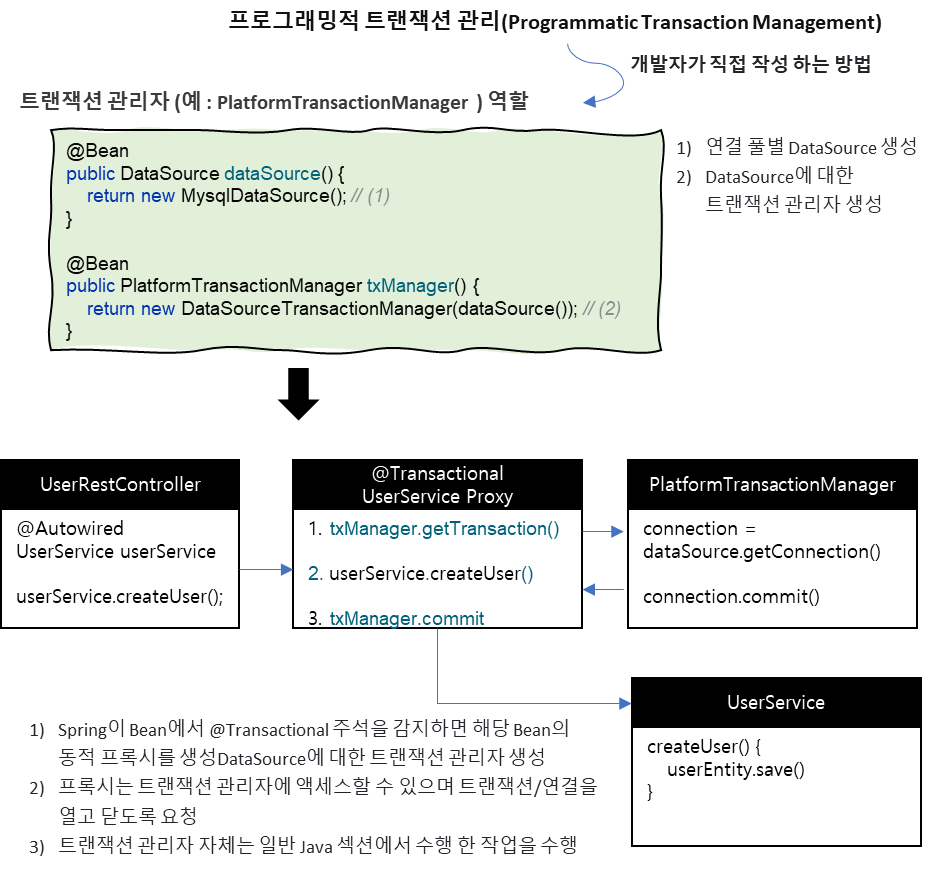 프로그래밍적 트랜잭션 관리(Programmatic Transaction Management)
개발자가 직접 작성 하는 방법
트랜잭션 관리자 (예 : PlatformTransactionManager ) 역할
@Bean
public DataSource dataSource() {
return new MysqlDataSource(); // (1)
}
@Bean
public PlatformTransactionManager txManager() {
return new DataSourceTransactionManager(dataSource()); // (2)
}
1) 연결 풀별 DataSource 생성
2) DataSource에 대한
트랜잭션 관리자 생성
UserRestController
@Autowired
UserService userService
userService.createUser();
@Transactional
UserService Proxy
1. txManager.getTransaction()
2. userService.createUser()
3. txManager.commit
PlatformTransactionManager
connection =
dataSource.getConnection()
connection.commit()
UserService
createUser() {
userEntity.save()
}
1) Spring이 Bean에서 @Transactional 주석을 감지하면 해당 Bean의
동적 프록시를 생성DataSource에 대한 트랜잭션 관리자 생성
2) 프록시는 트랜잭션 관리자에 액세스할 수 있으며 트랜잭션/연결을
열고 닫도록 요청
3) 트랜잭션 관리자 자체는 일반 Java 섹션에서 수행 한 작업을 수행